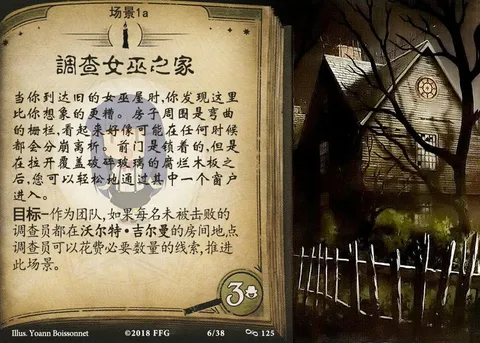 场景1a
調查女巫之家
当你到达旧的女巫屋时,你发现这里
比你想象的更糟。房子周围是弯曲
的栅栏,看起来好像可能在任何时候
都会分崩离析。前门是锁着的,但是
在拉开覆盖破碎玻璃的腐烂木板之
后,您可以轻松地通过其中一个窗户
进入。
目标-作为团队,如果每名未被击败的
调查员都在沃尔特·吉尔曼的房间地点
调查员可以花费必要数量的线索,推进
此场景。
3
Illus. Yoann Boissonnet ©2018 FFG 6/38 125